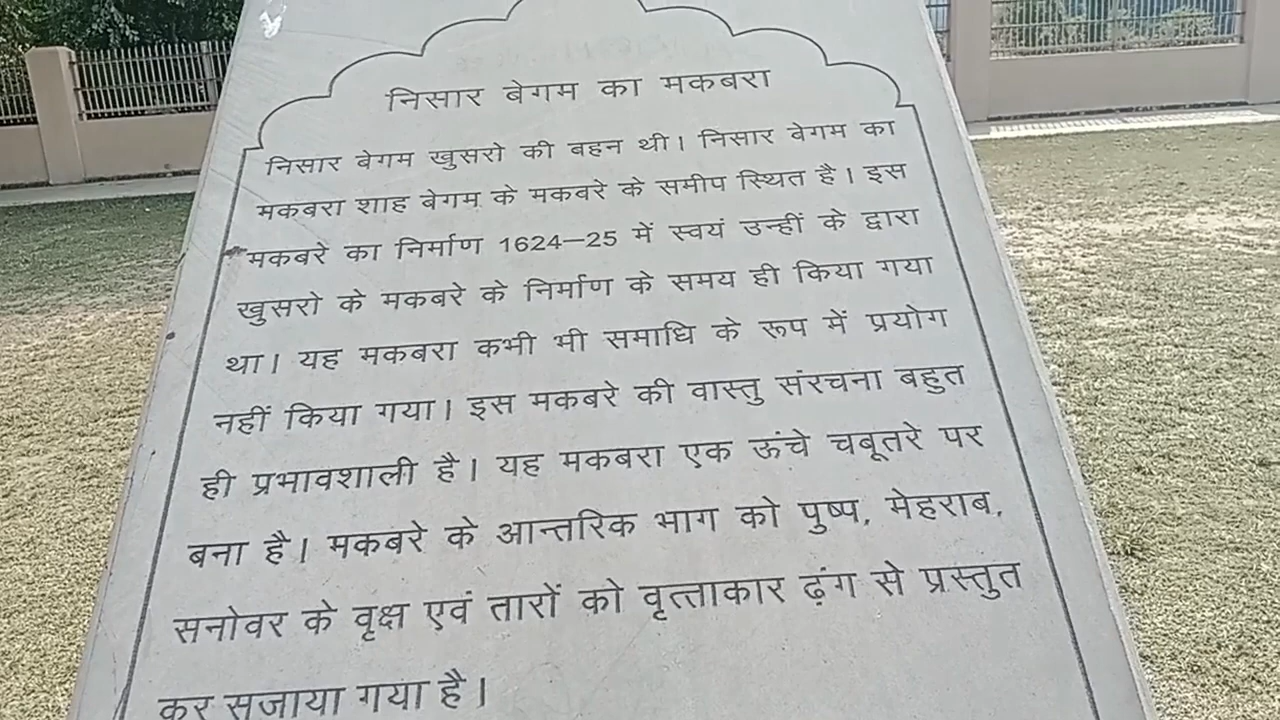 निसार बेगम का मकबरा
निसार बेगम खुसरो की बहन थी। निसार बेगम का
मकबरा शाह बेगम के मकबरे के समीप स्थित है। इस
मकबरे का निर्माण 1624–25 में स्वयं उन्हीं के द्वारा
खुसरो के मकबरे के निर्माण के समय ही किया गया
था। यह मकबरा कभी भी समाधि के रूप में प्रयोग
नहीं किया गया। इस मकबरे की वास्तु संरचना बहुत
ही प्रभावशाली है। यह मकबरा एक ऊंचे चबूतरे पर
बना है। मकबरे के आन्तरिक भाग को पुष्प, मेहराब,
सनोवर के वृक्ष एवं तारों को वृत्ताकार ढ़ंग से प्रस्तुत
कर सजाया गया है।